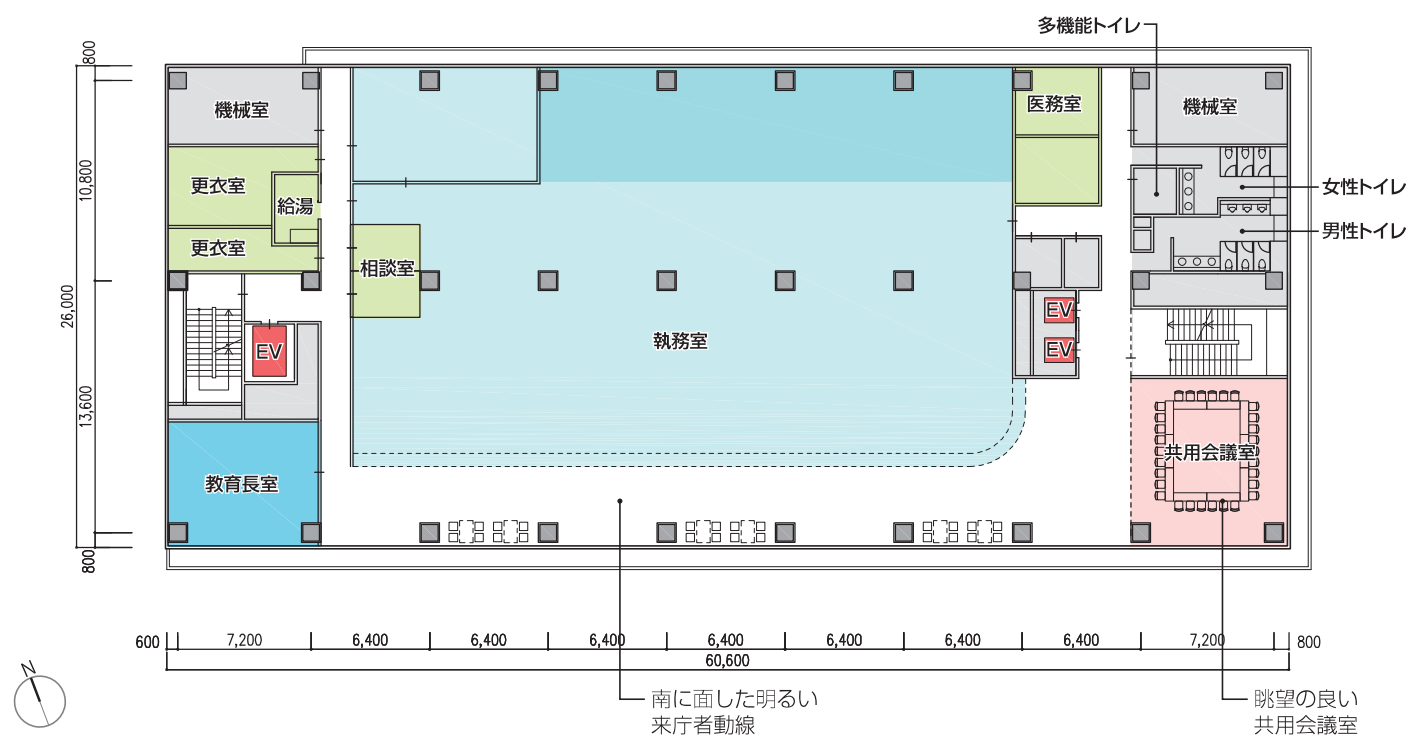 多機能トイレ
800
機械室
医務室
機械室
10,800
更衣室
給湯
女性トイレ
男性トイレ
更衣室
相談室
26,000
EV
EV
EV
執務室
13,600
共用会議室
教育長室
800
600
7,200
6,400
6,400
6,400
6,400
6,400
6,400
6,400
7,200
800
60,600
N
南に面した明るい
来庁者動線
眺望の良い
共用会議室